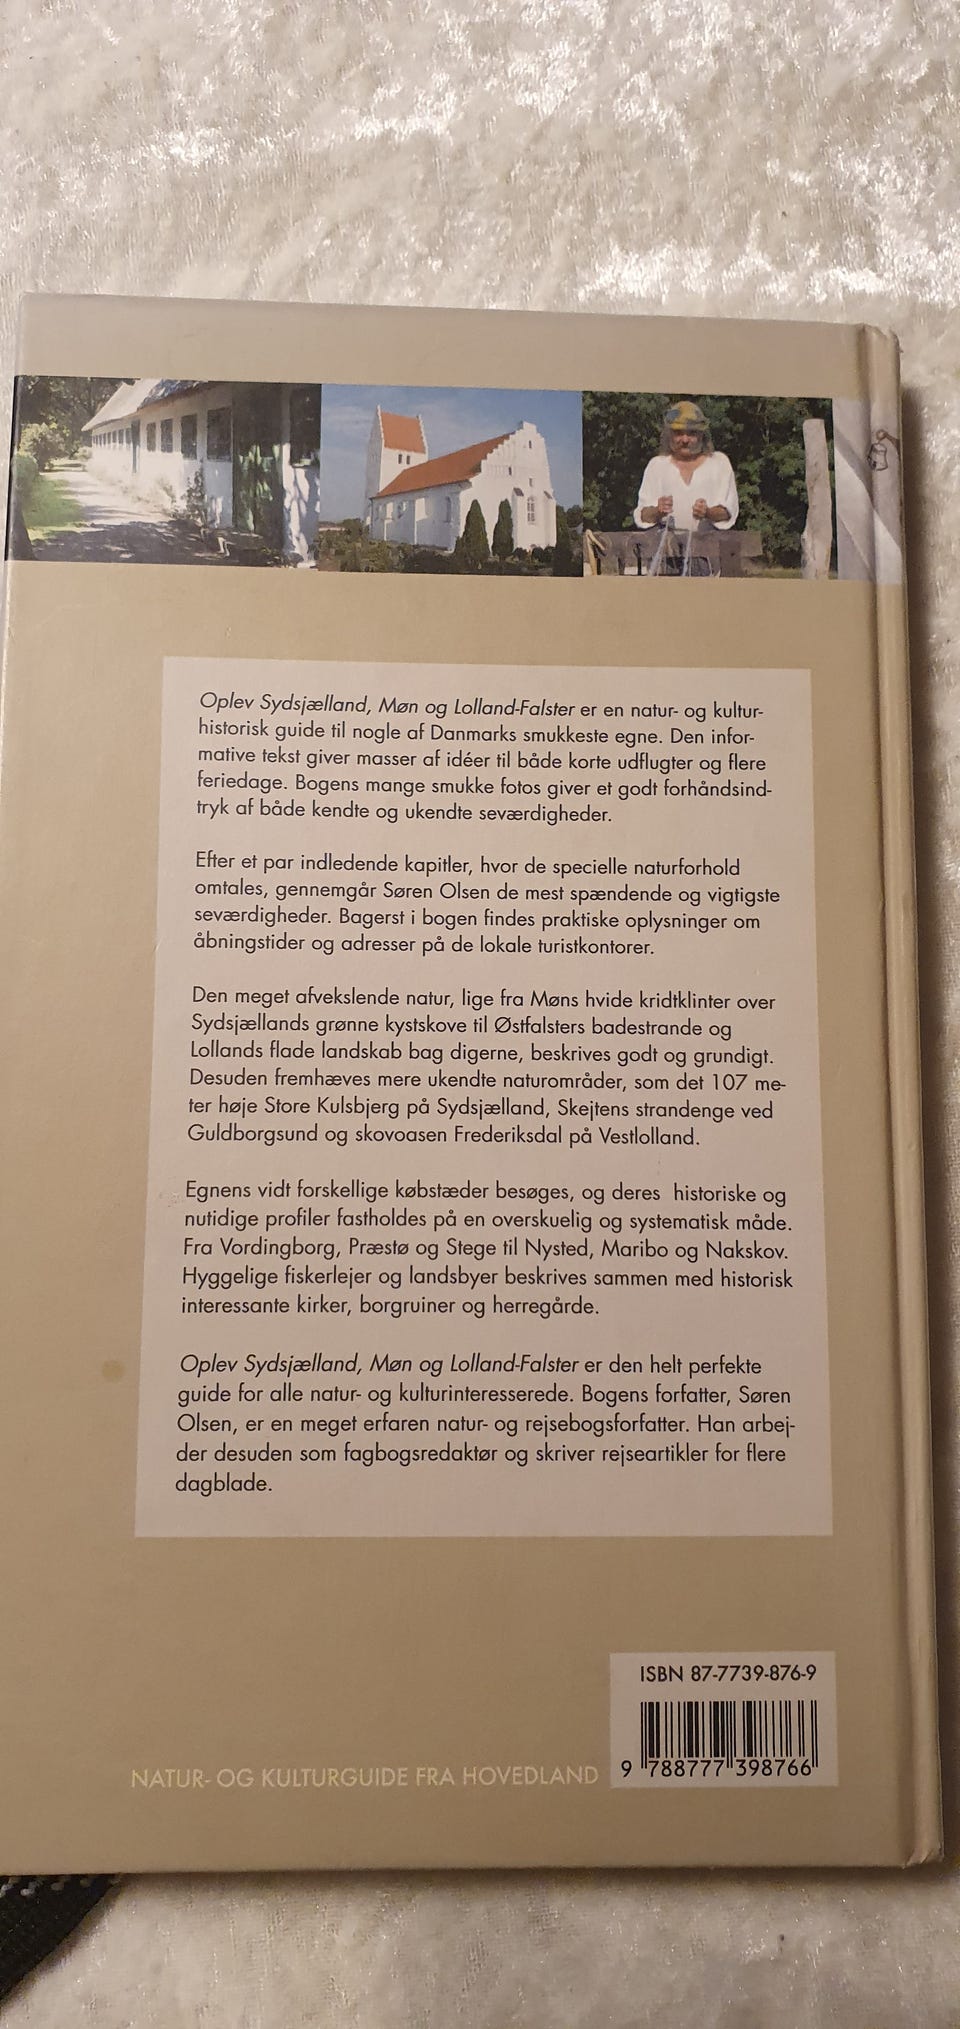 Oplev Sydsjælland, Møn og Lolland-Falster er en natur- og kultur-
historisk guide til nogle af Danmarks smukkeste egne. Den infor-
mative tekst giver masser af idéer til både korte udflugter og flere
feriedage. Bogens mange smukke fotos giver et godt forhåndsind-
tryk af både kendte og ukendte seværdigheder.
Efter et par indledende kapitler, hvor de specielle naturforhold
omtales, gennemgår Søren Olsen de mest spændende og vigtigste
seværdigheder. Bagerst i bogen findes praktiske oplysninger om
åbningstider og adresser på de lokale turistkontorer.
Den meget afvekslende natur, lige fra Møns hvide kridtklinter over
Sydsjællands grønne kystskove til Østfalsters badestrande og
Lollands flade landskab bag digerne, beskrives godt og grundigt.
Desuden fremhæves mere ukendte naturområder, som det 107 me-
ter høje Store Kulsbjerg på Sydsjælland, Skejtens strandenge ved
Guldborgsund og skovoasen Frederiksdal på Vestlolland.
Egnens vidt forskellige købstæder besøges, og deres historiske og
nutidige profiler fastholdes på en overskuelig og systematisk måde.
Fra Vordingborg, Præstø og Stege til Nysted, Maribo og Nakskov.
Hyggelige fiskerlejer og landsbyer beskrives sammen med historisk
interessante kirker, borgruiner og herregårde.
Oplev Sydsjælland, Møn og Lolland-Falster er den helt perfekte
guide for alle natur- og kulturinteresserede. Bogens forfatter, Søren
Olsen, er en meget erfaren natur- og rejsebogsforfatter. Han arbej-
der desuden som fagbogsredaktør og skriver rejseartikler for flere
dagblade.
ISBN 87-7739-876-9
9 788777 398766
NATUR- OG KULTURGUIDE FRA HOVEDLAND